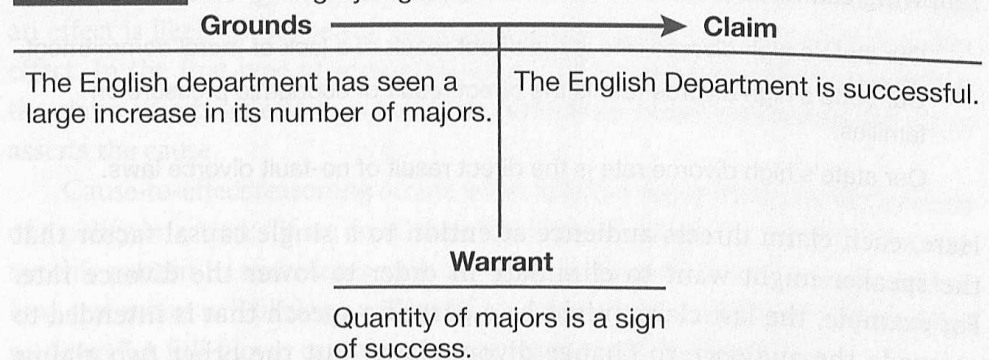 Grounds Claim
The English department has seen a
large increase in its number of majors.
The English Department is successful.
Warrant
Quantity of majors is a sign
of success.